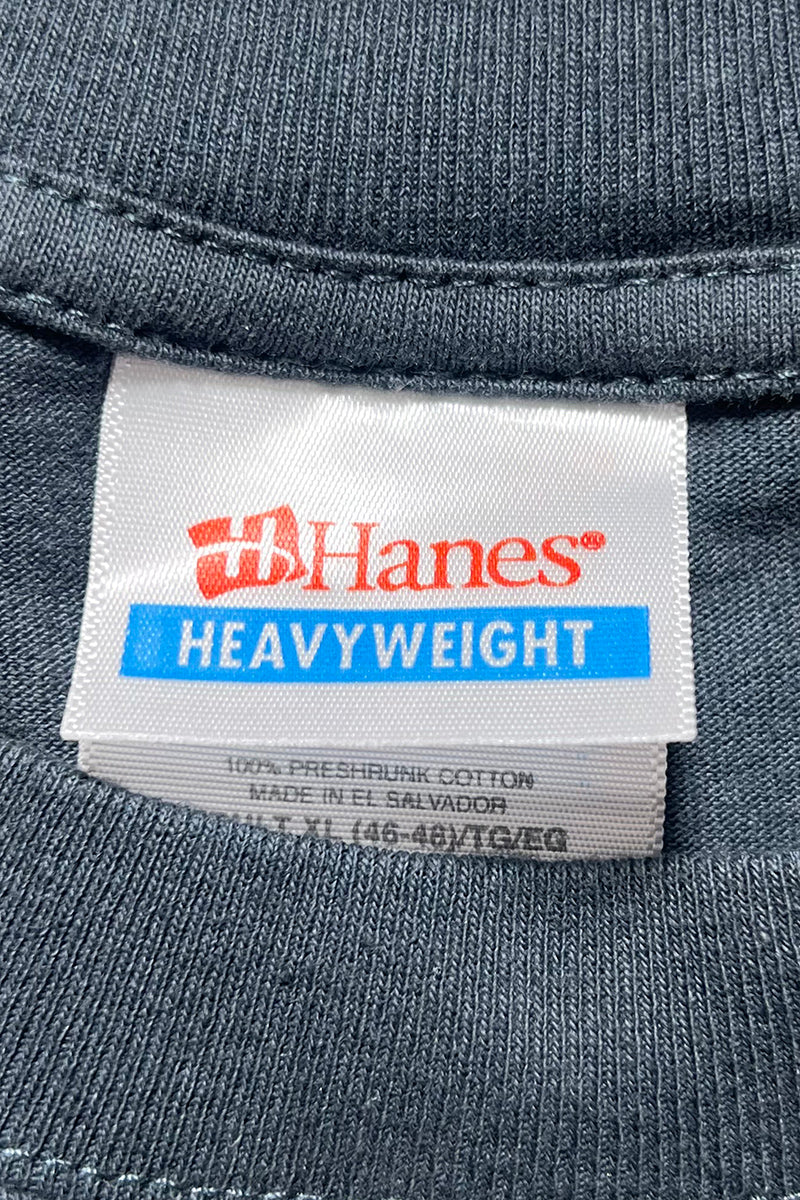 Hanes®
HEAVYWEIGHT
100% PRESHRUNK COTTON
MADE IN EL SALVADOR
XL (46-48)/TG/EG